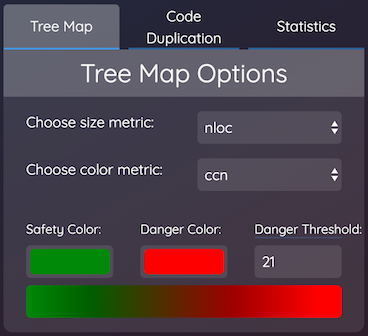 Tree Map
Code
Duplication
Statistics
Tree Map Options
Choose size metric:
nloc
Choose color metric:
ccn
Safety Color:
Danger Color:
Danger Threshold:
21